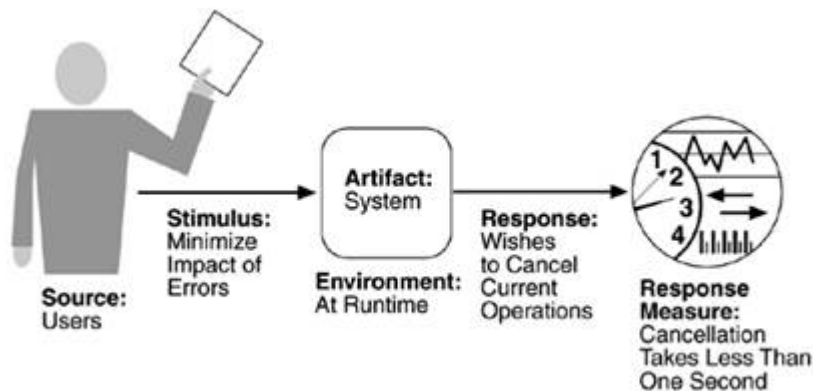 Source:
Users
Stimulus:
Minimize
Impact of
Errors
Artifact:
System
Environment:
At Runtime
Response:
Wishes
to Cancel
Current
Operations
1
2
3
4
Response
Measure:
Cancellation
Takes Less Than
One Second